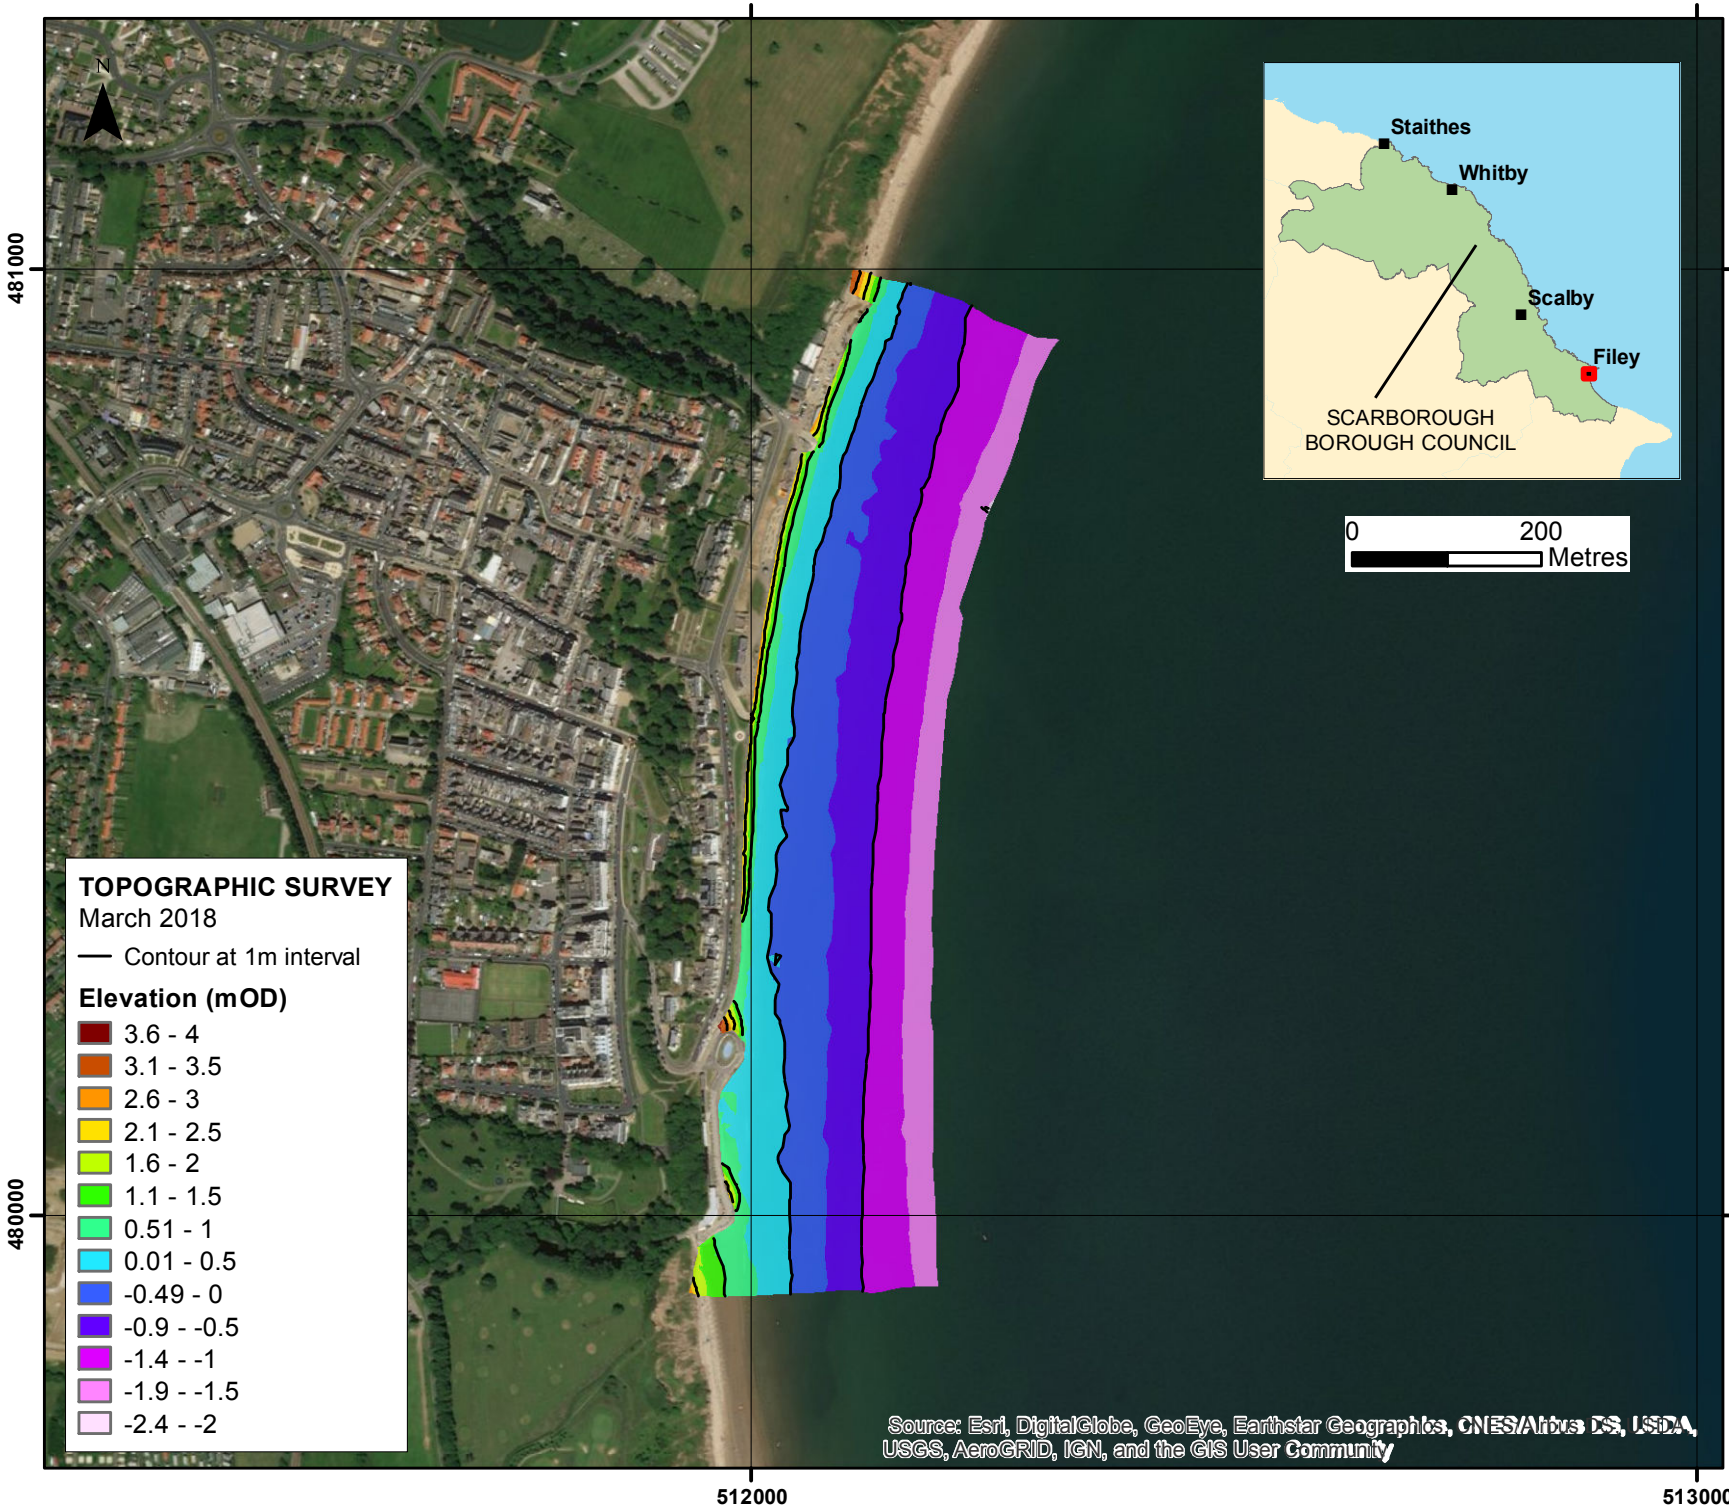 N
Staithes
Whitby
Scalby
Filey
SCARBOROUGH
BOROUGH COUNCIL
0 200
Metres
481000
480000
TOPOGRAPHIC SURVEY
March 2018
Contour at 1m interval
Elevation (mOD)
3.6 - 4
3.1 - 3.5
2.6 - 3
2.1 - 2.5
1.6 - 2
1.1 - 1.5
0.51 - 1
0.01 - 0.5
-0.49 - 0
-0.9 - -0.5
-1.4 - -1
-1.9 - -1.5
-2.4 - -2
Source: Esri, DigitalGlobe, GeoEye, Earthstar Geographics, CNES/Airbus DS, USDA,
USGS, AeroGRID, IGN, and the GIS User Community
512000
513000